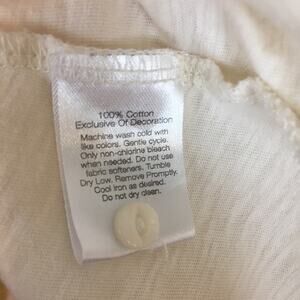 100% Cotton
Exclusive Of Decoration
Machine wash cold with
like colors. Gentle cycle.
Only non-chlorine bleach
when needed. Do not use
fabric softeners. Tumble
Dry Low. Remove Promptly.
Cool Iron as desired.
Do not dry clean.